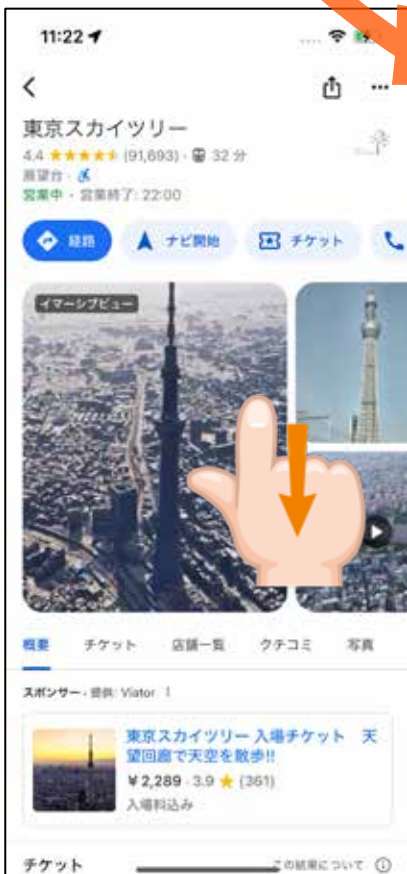 11:22
東京スカイツリー
4.4 ★★★★★ (91,693)・ 32 分
展望台・
営業中・営業終了: 22:00
経路 ナビ開始 チケット
イマーシブビュー
概要 チケット 店舗一覧 クチコミ 写真
スポンサー・提供: Viator
東京スカイツリー 入場チケット 天
望回廊で天空を散歩!!
¥2,289 · 3.9 ★ (361)
入場料込み
チケット この結果について